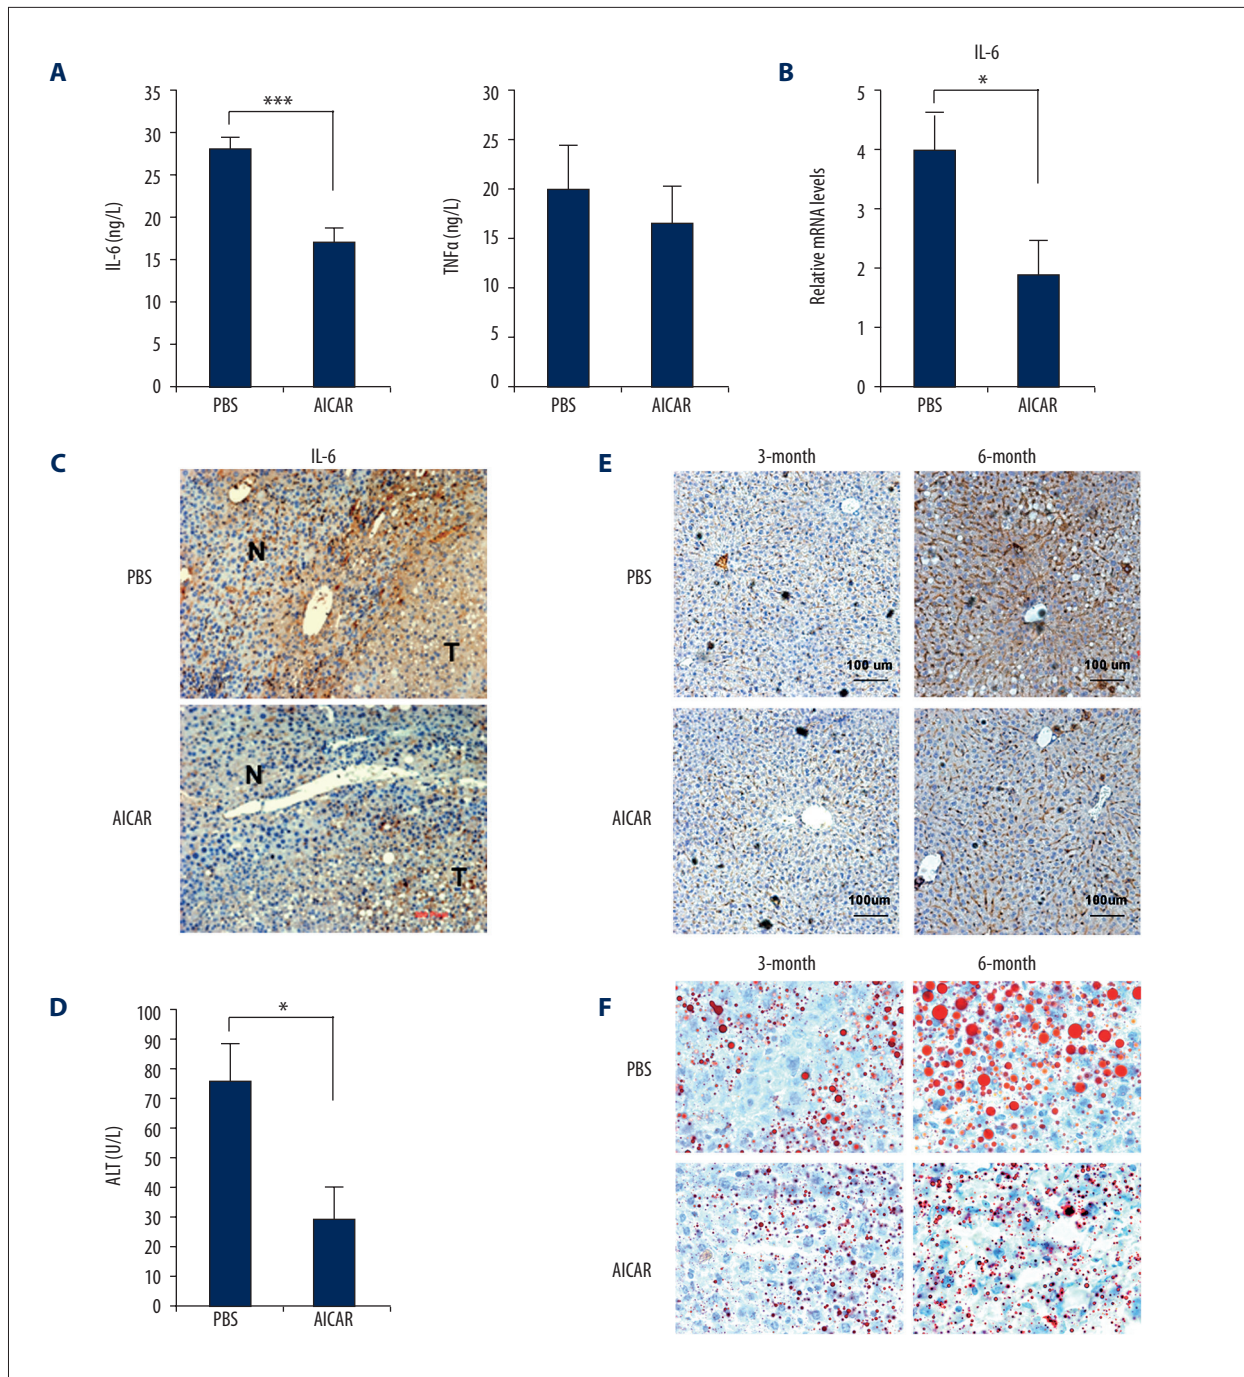 A
IL-6 (ng/L)
35
30
25
20
15
10
5
0
***
PBS
AICAR
TNFα (ng/L)
30
25
20
15
10
5
0
PBS
AICAR
B
IL-6
Relative mRNA levels
5
4
3
2
1
0
*
PBS
AICAR
C
IL-6
PBS
N
T
AICAR
N
T
E
3-month
6-month
PBS
100 um
100 um
AICAR
100um
100um
D
ALT (U/L)
100
90
80
70
60
50
40
30
20
10
0
*
PBS
AICAR
F
3-month
6-month
PBS
AICAR